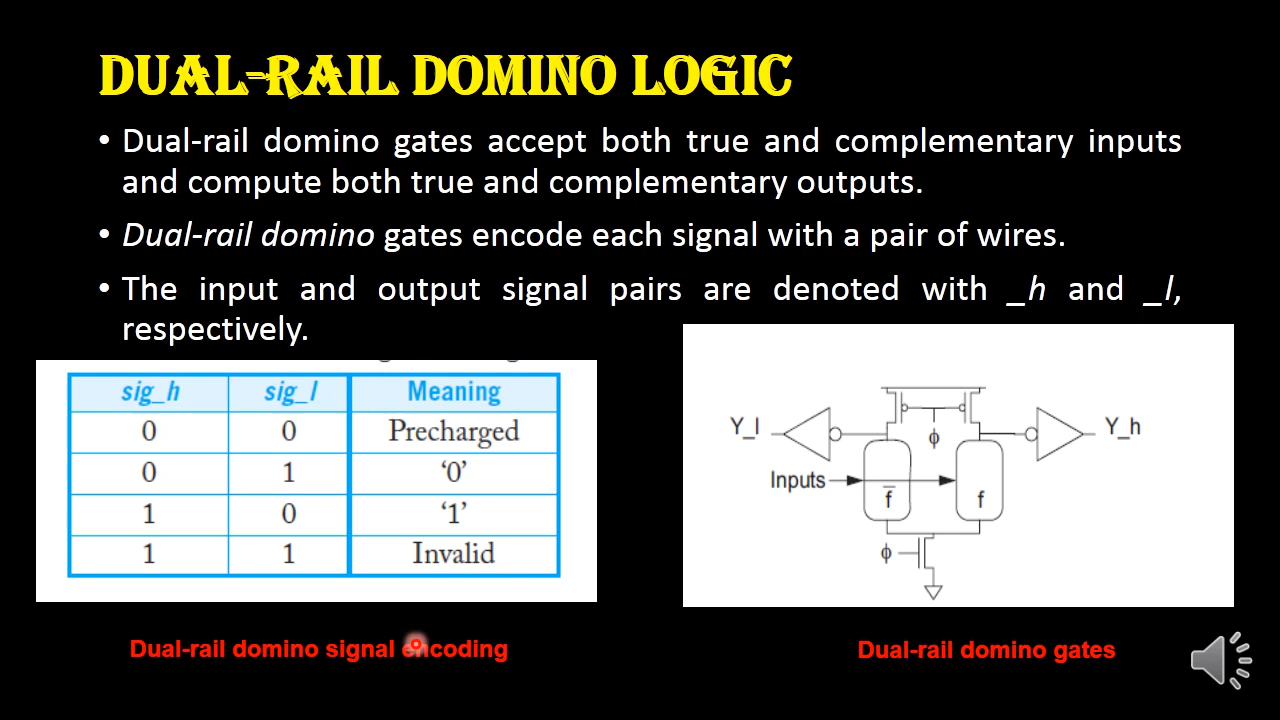 DUAL-RAIL DOMINO LOGIC
• Dual-rail domino gates accept both true and complementary inputs
and compute both true and complementary outputs.
• Dual-rail domino gates encode each signal with a pair of wires.
• The input and output signal pairs are denoted with _h and _l,
respectively.
sig_h sig_l Meaning
0 0 Precharged
0 1 ‘0’
1 0 ‘1’
1 1 Invalid
Y_l Y_h
ϕ
Inputs
f̅ f
ϕ
Dual-rail domino signal encoding
Dual-rail domino gates